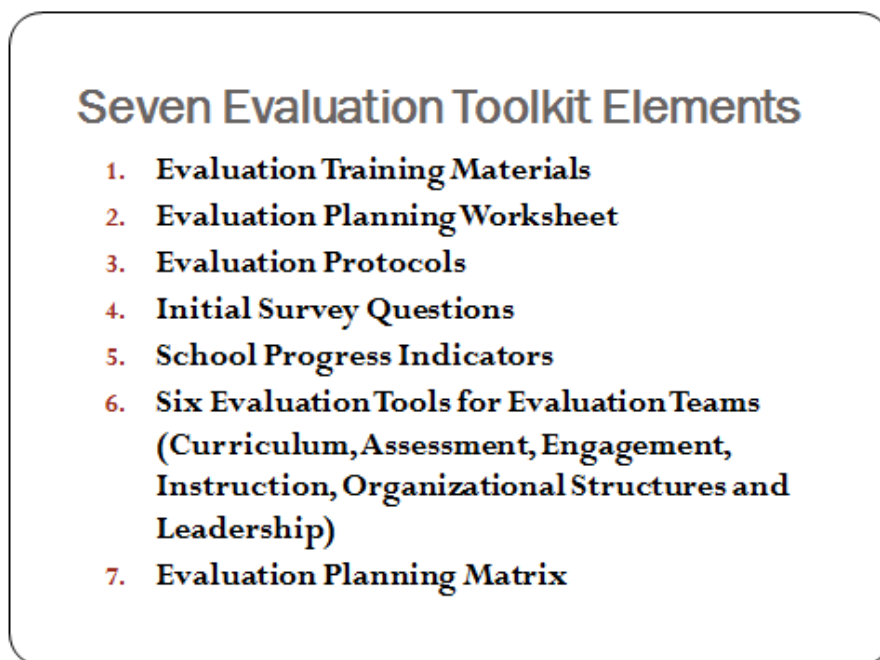 Seven Evaluation Toolkit Elements
1. Evaluation Training Materials
2. Evaluation Planning Worksheet
3. Evaluation Protocols
4. Initial Survey Questions
5. School Progress Indicators
6. Six Evaluation Tools for Evaluation Teams
(Curriculum, Assessment, Engagement,
Instruction, Organizational Structures and
Leadership)
7. Evaluation Planning Matrix